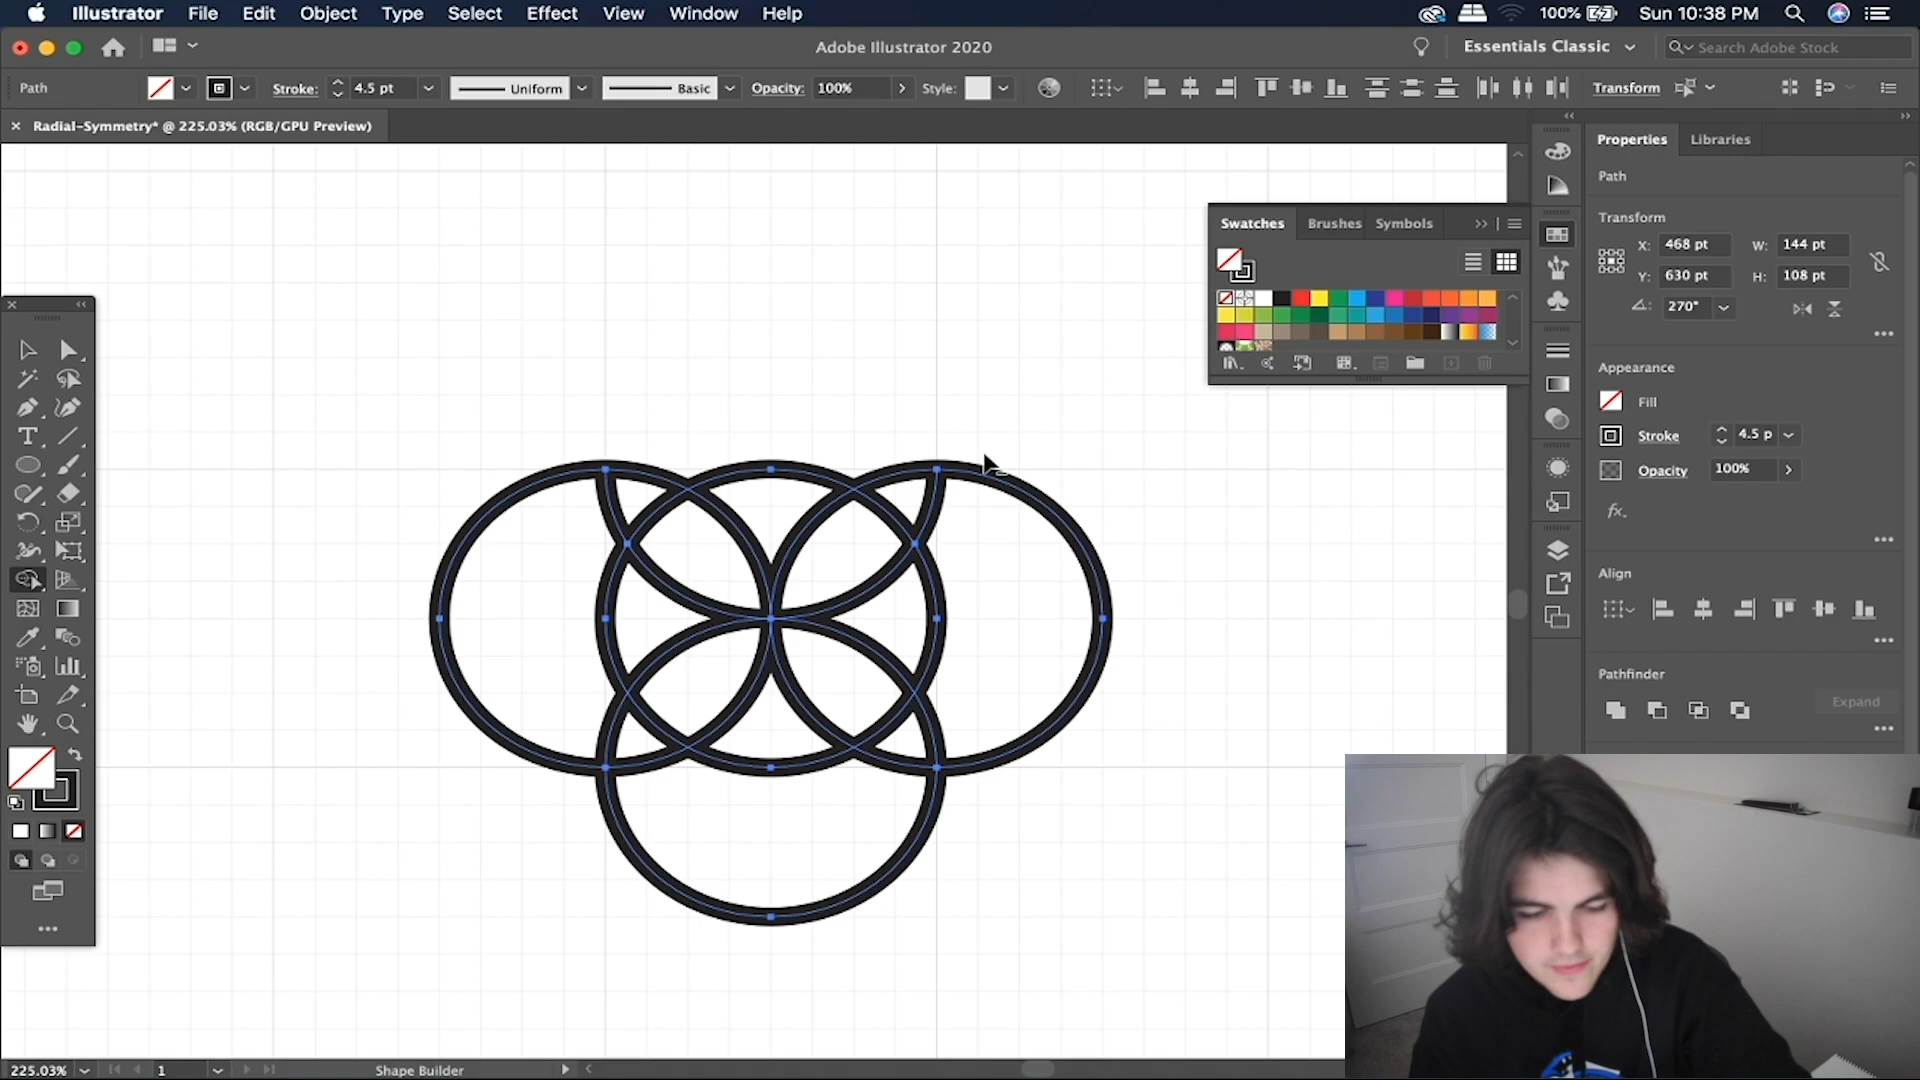 Illustrator File Edit Object Type Select Effect View Window Help 100% Sun 10:38 PM
Adobe Illustrator 2020 Essentials Classic Search Adobe Stock
Path Stroke: 4.5 pt Uniform Basic Opacity: 100% Style: Transform
× Radial-Symmetry* @ 225.03% (RGB/GPU Preview)
Properties Libraries
Path
Transform
X: 468 pt W: 144 pt
Y: 630 pt H: 108 pt
270°
Swatches Brushes Symbols
Appearance
Fill
Stroke 4.5 p
Opacity 100%
fx.
Align
Pathfinder
Expand
225.03% 1 Shape Builder